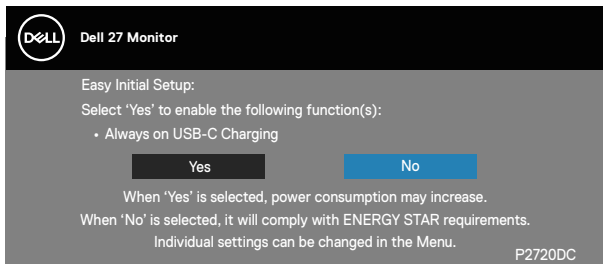 DELL Dell 27 Monitor
Easy Initial Setup:
Select ‘Yes’ to enable the following function(s):
• Always on USB-C Charging
Yes No
When ‘Yes’ is selected, power consumption may increase.
When ‘No’ is selected, it will comply with ENERGY STAR requirements.
Individual settings can be changed in the Menu.
P2720DC